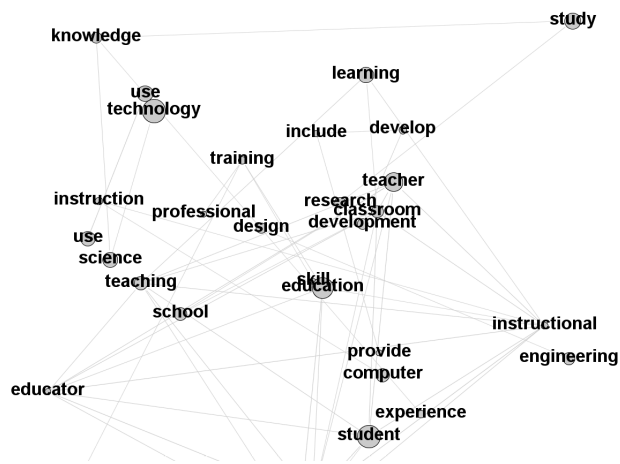 study
knowledge
learning
use
technology
include
develop
training
teacher
instruction
research
professional
classroom
design
development
use
science
teaching
skill
education
school
instructional
provide
engineering
computer
educator
experience
student